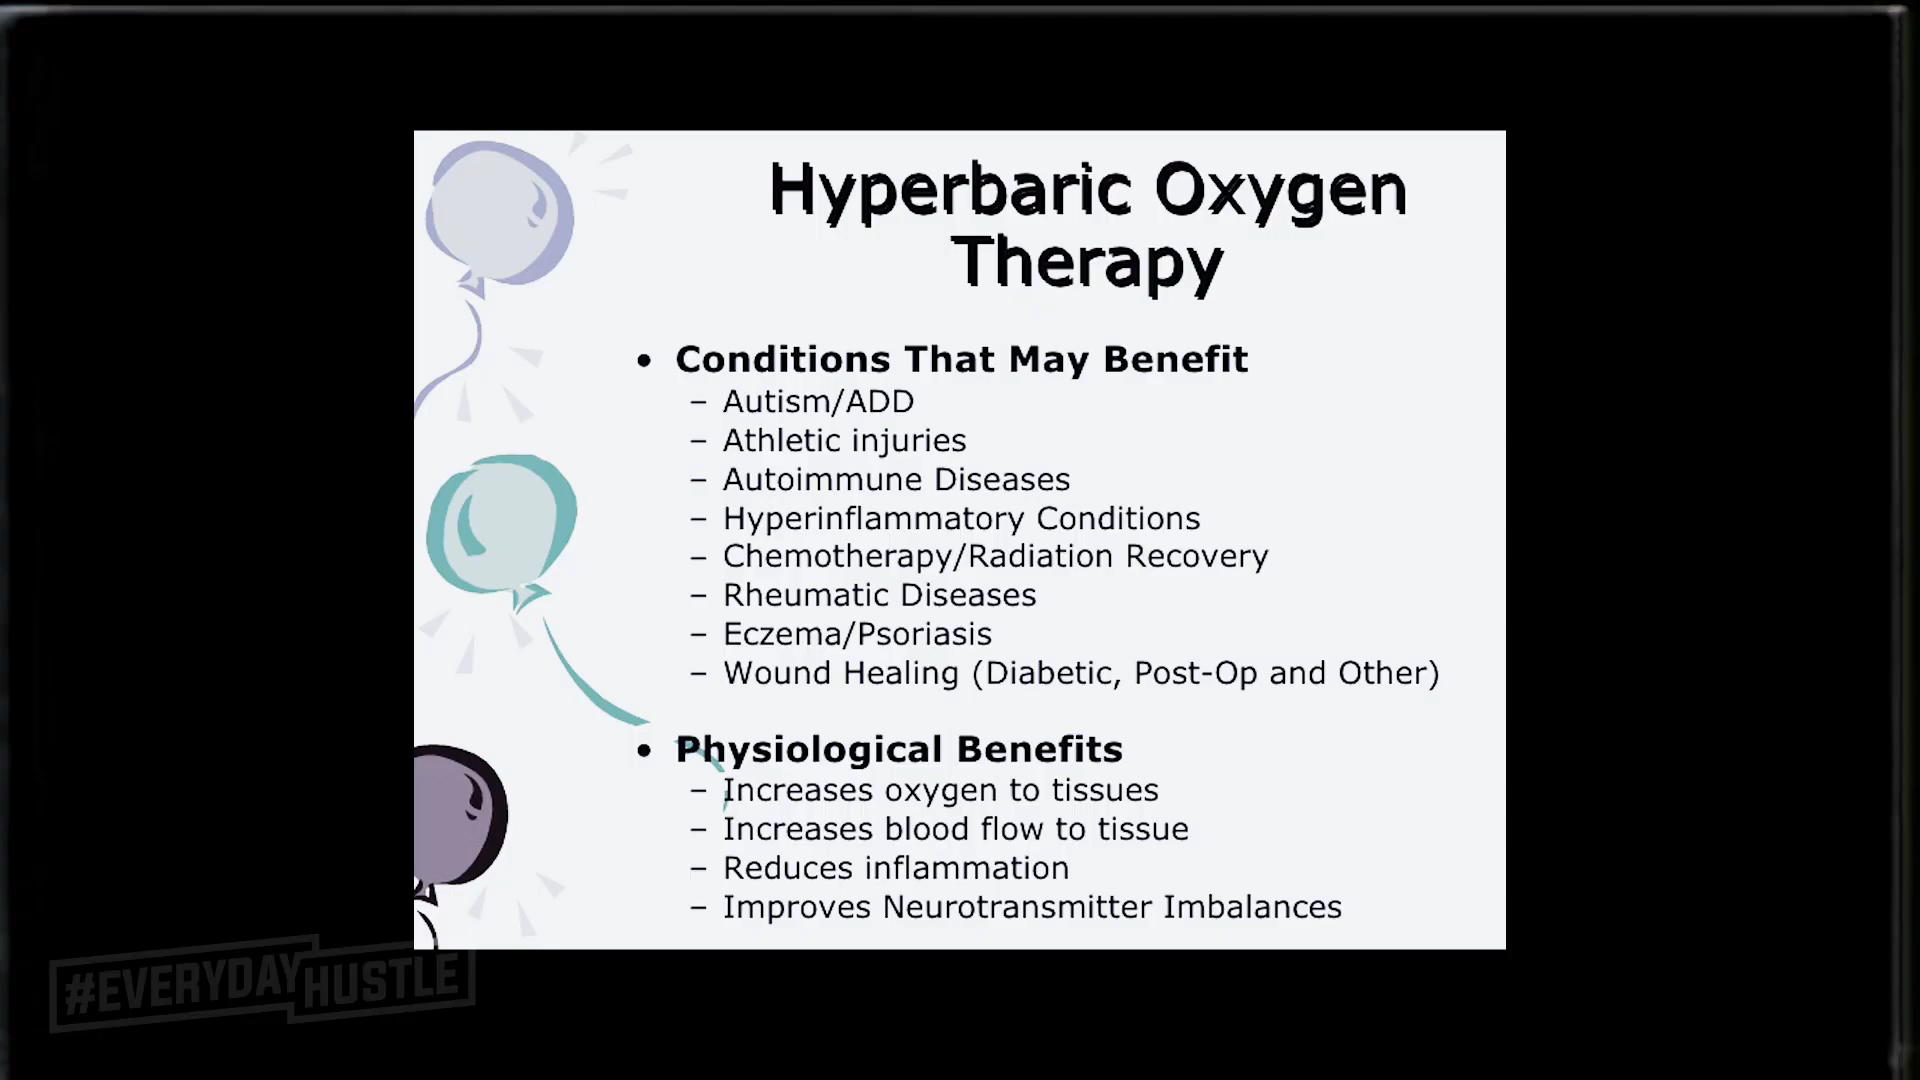 Hyperbaric Oxygen
Therapy
• Conditions That May Benefit
– Autism/ADD
– Athletic injuries
– Autoimmune Diseases
– Hyperinflammatory Conditions
– Chemotherapy/Radiation Recovery
– Rheumatic Diseases
– Eczema/Psoriasis
– Wound Healing (Diabetic, Post-Op and Other)
• Physiological Benefits
– Increases oxygen to tissues
– Increases blood flow to tissue
– Reduces inflammation
– Improves Neurotransmitter Imbalances
#EVERYDAYHUSTLE